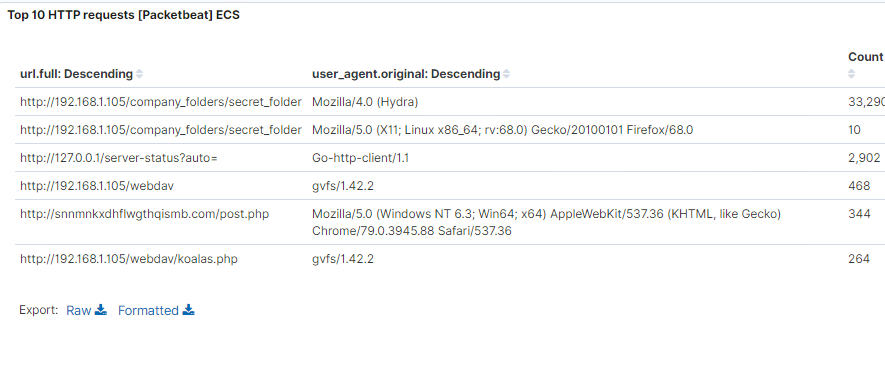 Top 10 HTTP requests [Packetbeat] ECS
Count
url.full: Descending user_agent.original: Descending
http://192.168.1.105/company_folders/secret_folder Mozilla/4.0 (Hydra) 33,290
http://192.168.1.105/company_folders/secret_folder Mozilla/5.0 (X11; Linux x86_64; rv:68.0) Gecko/20100101 Firefox/68.0 10
http://127.0.0.1/server-status?auto= Go-http-client/1.1 2,902
http://192.168.1.105/webdav gvfs/1.42.2 468
http://snnmnkxdhflwgthqismb.com/post.php Mozilla/5.0 (Windows NT 6.3; Win64; x64) AppleWebKit/537.36 (KHTML, like Gecko) 344
Chrome/79.0.3945.88 Safari/537.36
http://192.168.1.105/webdav/koalas.php gvfs/1.42.2 264
Export: Raw Formatted